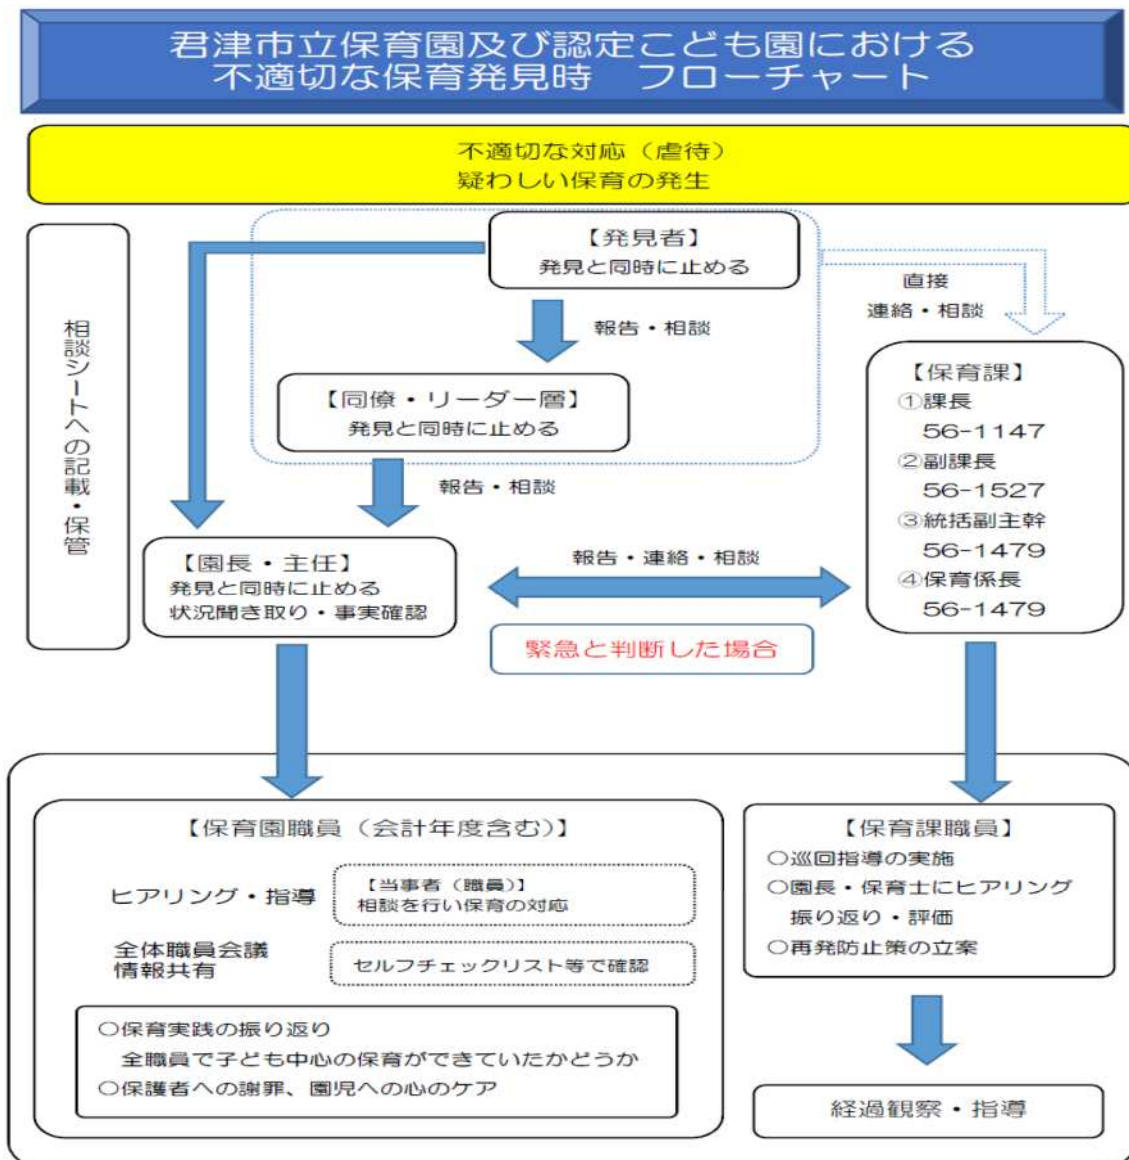 君津市立保育園及び認定こども園における
不適切な保育発見時　フローチャート
不適切な対応（虐待）
疑わしい保育の発生
相談シートへの記載・保管
【発見者】
発見と同時に止める
直接
連絡・相談
報告・相談
【同僚・リーダー層】
発見と同時に止める
報告・相談
【保育課】
①課長
56-1147
②副課長
56-1527
③統括副主幹
56-1479
④保育係長
56-1479
【園長・主任】
発見と同時に止める
状況聞き取り・事実確認
報告・連絡・相談
緊急と判断した場合
【保育園職員（会計年度含む）】
ヒアリング・指導
【当事者（職員）】
相談を行い保育の対応
全体職員会議
情報共有
セルフチェックリスト等で確認
○保育実践の振り返り
全職員で子ども中心の保育ができていたかどうか
○保護者への謝罪、園児への心のケア
【保育課職員】
○巡回指導の実施
○園長・保育士にヒアリング
振り返り・評価
○再発防止策の立案
経過観察・指導